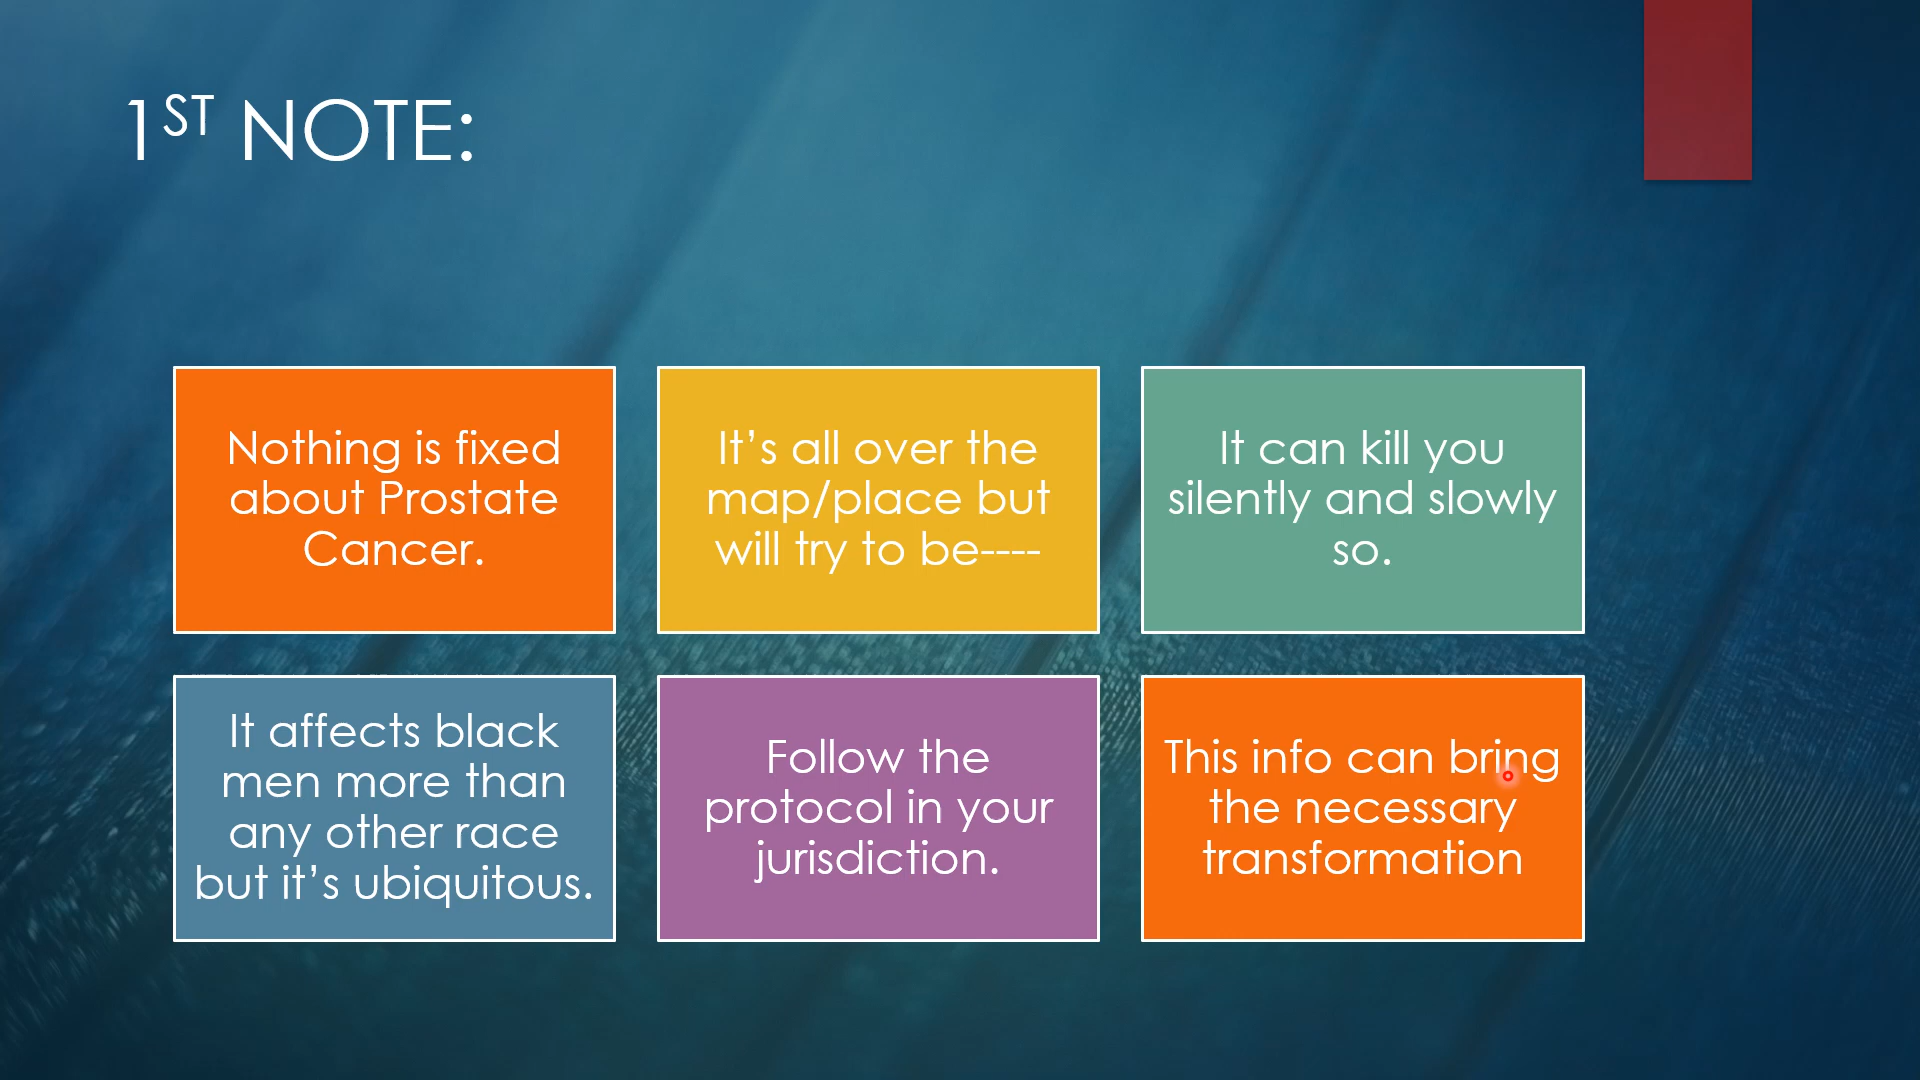 1ST NOTE:
Nothing is fixed
about Prostate
Cancer.
It’s all over the
map/place but
will try to be----
It can kill you
silently and slowly
so.
It affects black
men more than
any other race
but it’s ubiquitous.
Follow the
protocol in your
jurisdiction.
This info can bring
the necessary
transformation